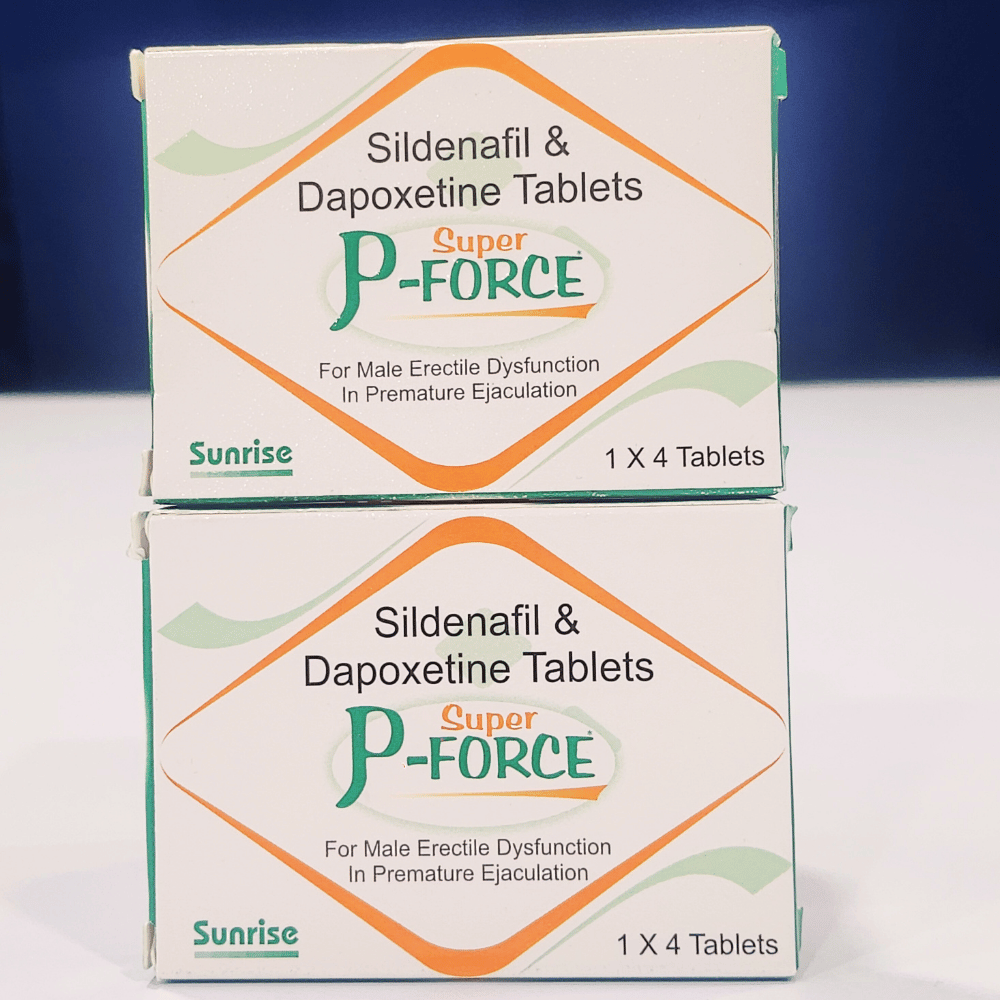 Sildenafil &
Dapoxetine Tablets
Super
P-FORCE®
For Male Erectile Dysfunction
In Premature Ejaculation
Sunrise
1 X 4 Tablets
Sildenafil &
Dapoxetine Tablets
Super
P-FORCE®
For Male Erectile Dysfunction
In Premature Ejaculation
Sunrise
1 X 4 Tablets